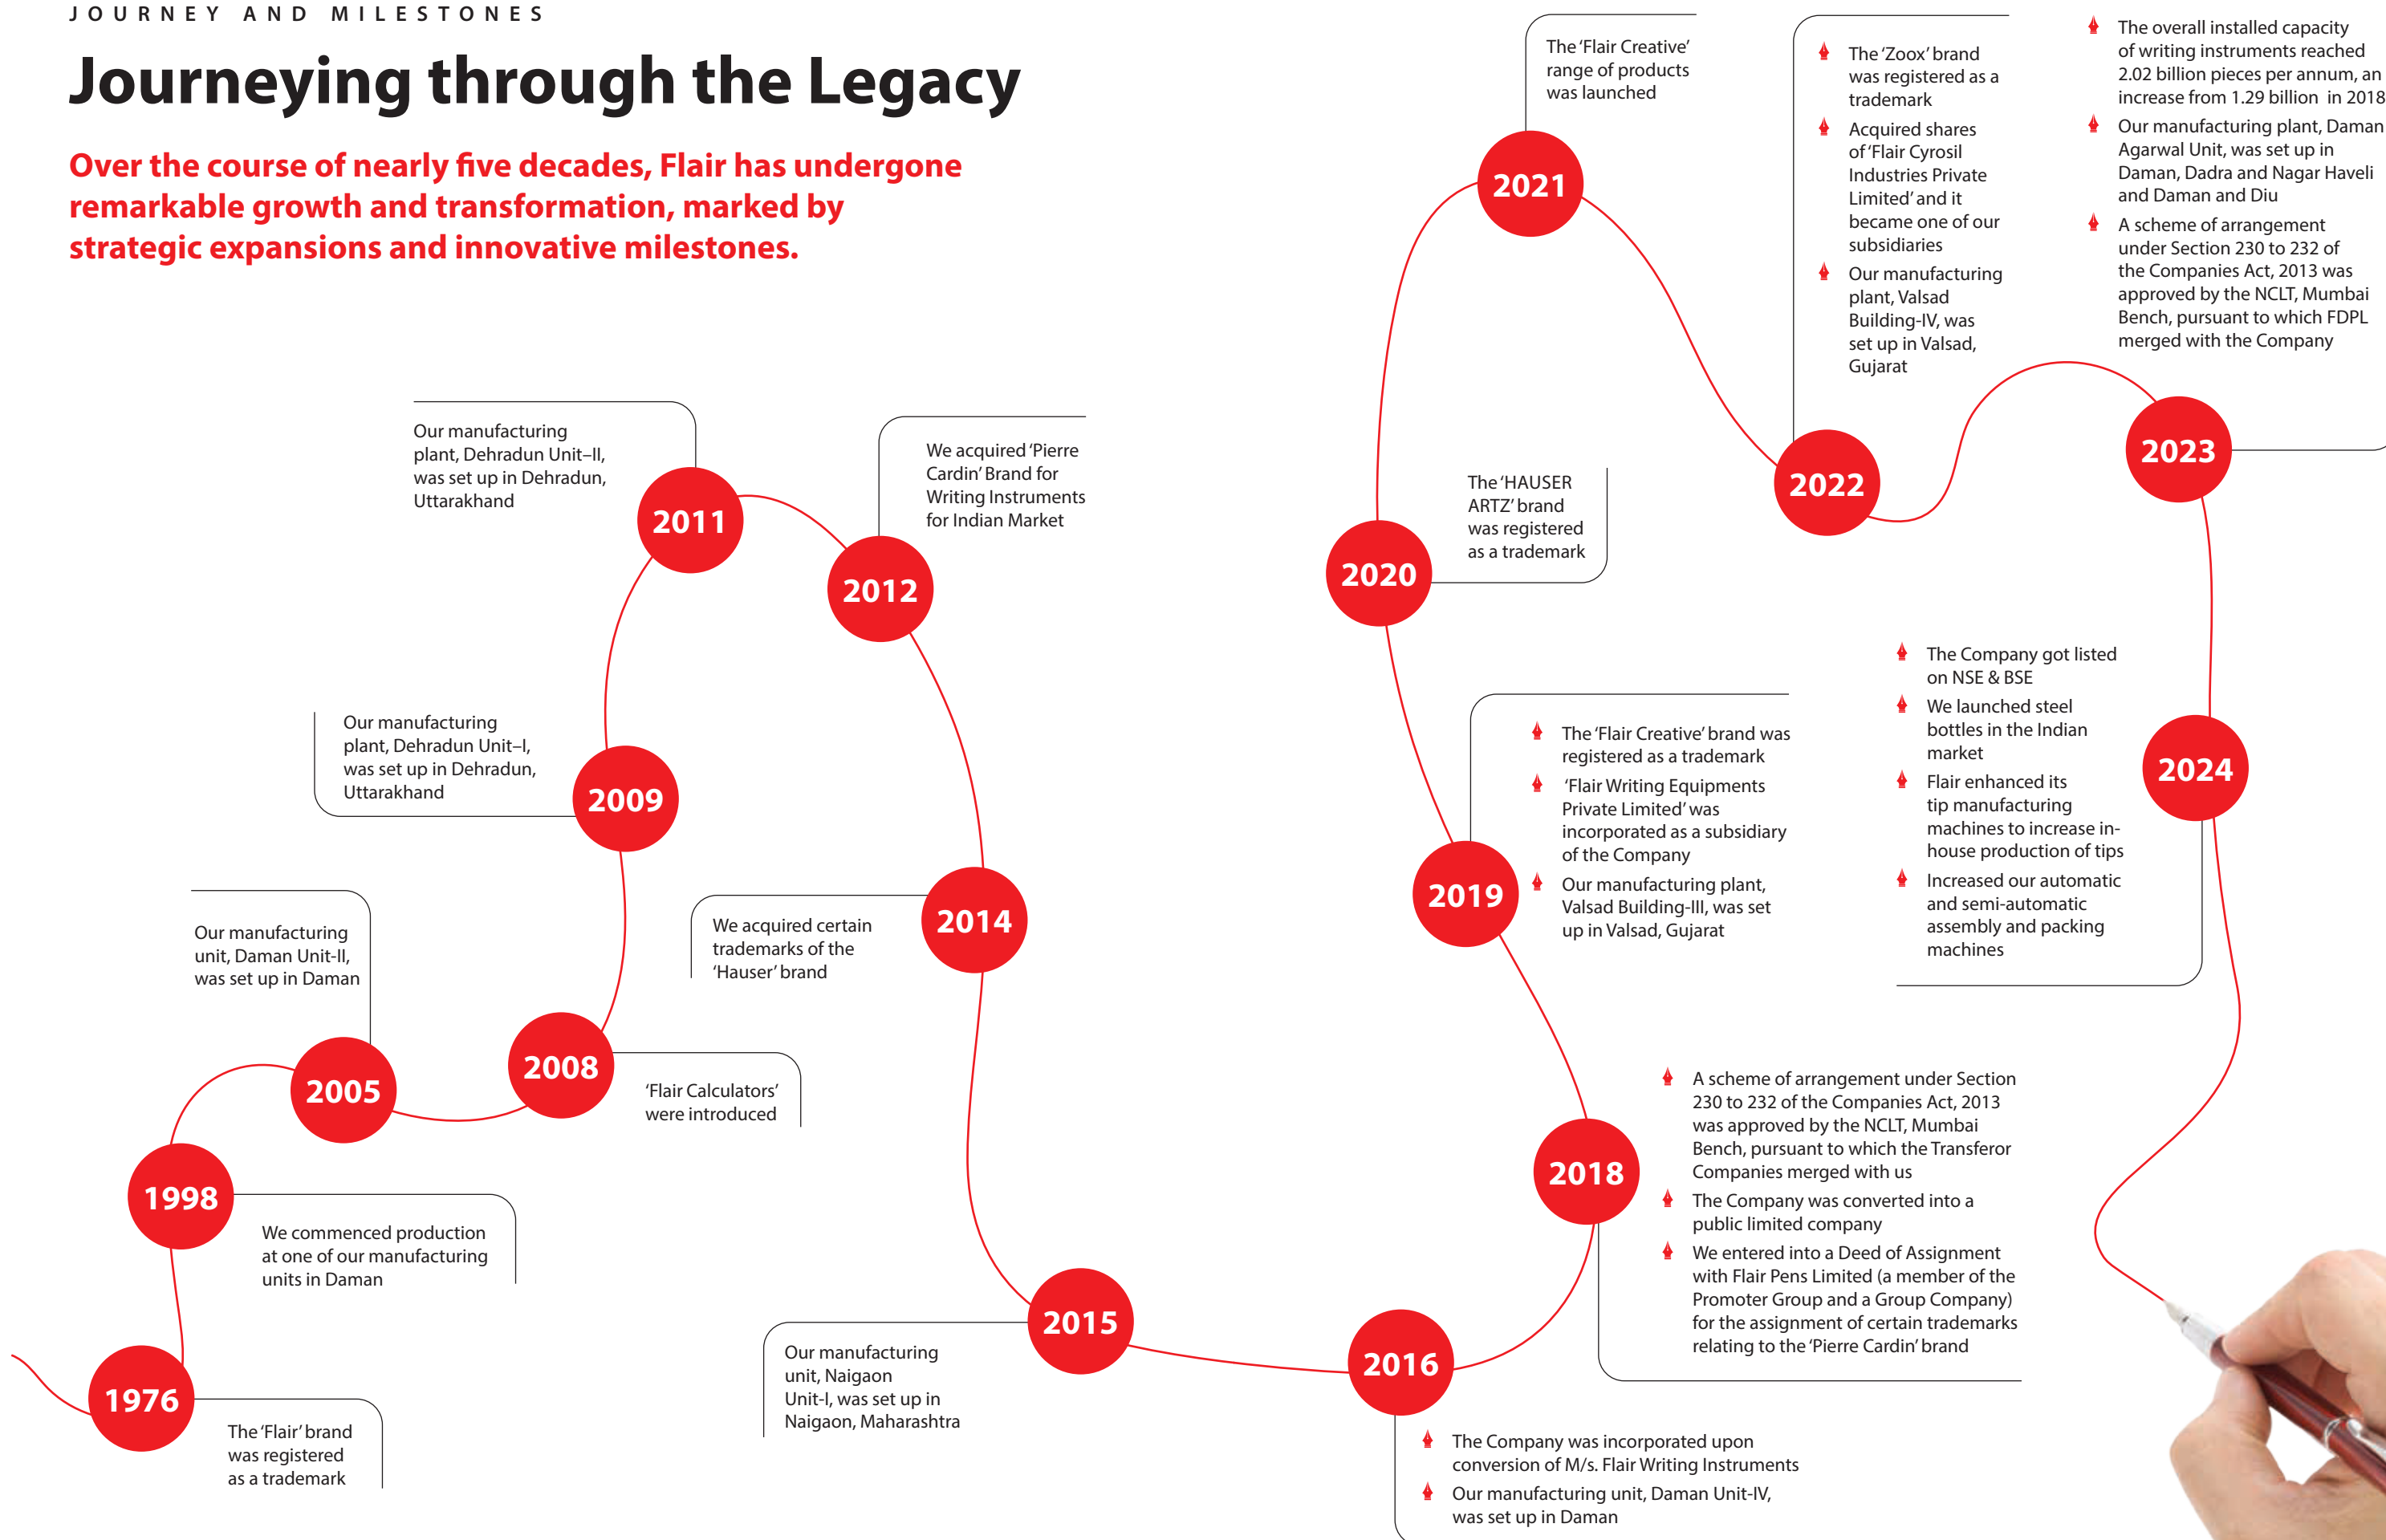 JOURNEY AND MILESTONES
Journeying through the Legacy
Over the course of nearly five decades, Flair has undergone
remarkable growth and transformation, marked by
strategic expansions and innovative milestones.
1976
The ‘Flair’ brand
was registered
as a trademark
1998
We commenced production
at one of our manufacturing
units in Daman
2005
Our manufacturing
unit, Daman Unit-II,
was set up in Daman
2008
‘Flair Calculators’
were introduced
2009
Our manufacturing
plant, Dehradun Unit–I,
was set up in Dehradun,
Uttarakhand
2011
Our manufacturing
plant, Dehradun Unit–II,
was set up in Dehradun,
Uttarakhand
2012
We acquired ‘Pierre
Cardin’ Brand for
Writing Instruments
for Indian Market
2014
We acquired certain
trademarks of the
‘Hauser’ brand
2015
Our manufacturing
unit, Naigaon
Unit-I, was set up in
Naigaon, Maharashtra
2016
The Company was incorporated upon
conversion of M/s. Flair Writing Instruments
Our manufacturing unit, Daman Unit-IV,
was set up in Daman
2018
A scheme of arrangement under Section
230 to 232 of the Companies Act, 2013
was approved by the NCLT, Mumbai
Bench, pursuant to which the Transferor
Companies merged with us
The Company was converted into a
public limited company
We entered into a Deed of Assignment
with Flair Pens Limited (a member of the
Promoter Group and a Group Company)
for the assignment of certain trademarks
relating to the ‘Pierre Cardin’ brand
2019
The ‘Flair Creative’ brand was
registered as a trademark
‘Flair Writing Equipments
Private Limited’ was
incorporated as a subsidiary
of the Company
Our manufacturing plant,
Valsad Building-III, was set
up in Valsad, Gujarat
2020
The ‘HAUSER
ARTZ’ brand
was registered
as a trademark
2021
The ‘Flair Creative’
range of products
was launched
2022
The ‘Zoox’ brand
was registered as a
trademark
Acquired shares
of ‘Flair Cyrosil
Industries Private
Limited’ and it
became one of our
subsidiaries
Our manufacturing
plant, Valsad
Building-IV, was
set up in Valsad,
Gujarat
2023
The overall installed capacity
of writing instruments reached
2.02 billion pieces per annum, an
increase from 1.29 billion in 2018
Our manufacturing plant, Daman
Agarwal Unit, was set up in
Daman, Dadra and Nagar Haveli
and Daman and Diu
A scheme of arrangement
under Section 230 to 232 of
the Companies Act, 2013 was
approved by the NCLT, Mumbai
Bench, pursuant to which FDPL
merged with the Company
2024
The Company got listed
on NSE & BSE
We launched steel
bottles in the Indian
market
Flair enhanced its
tip manufacturing
machines to increase in-
house production of tips
Increased our automatic
and semi-automatic
assembly and packing
machines